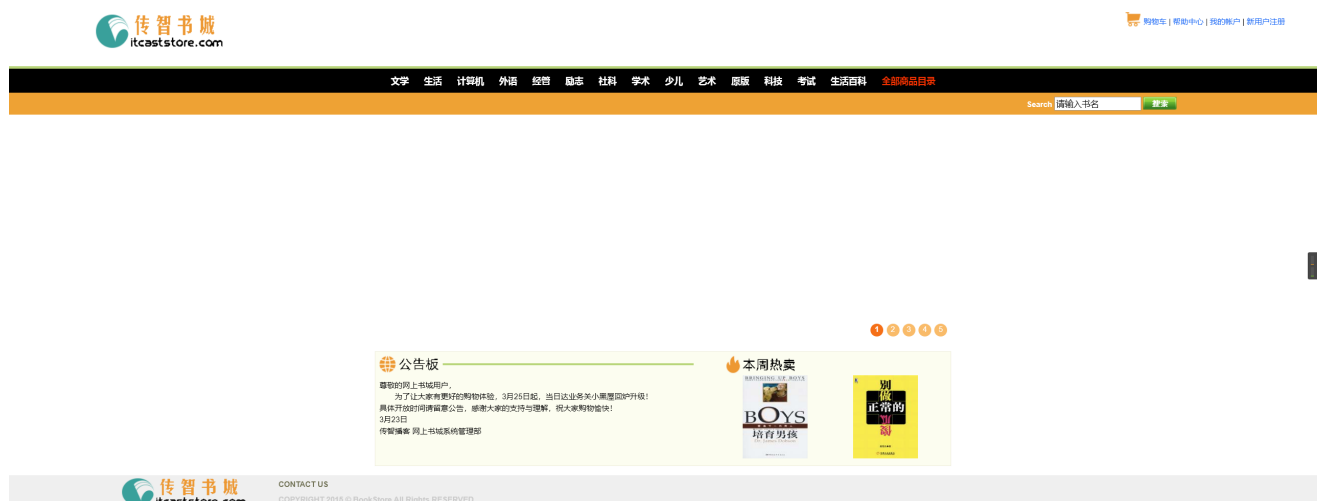 传智书城
itcaststore.com
购物车 | 帮助中心 | 我的帐户 | 新用户注册
文学 生活 计算机 外语 经管 励志 社科 学术 少儿 艺术 原版 科技 考试 生活百科 全部商品目录
Search 请输入书名 搜索
1 2 3 4 5
公告板
尊敬的网上书城用户，
为了让大家有更好的购物体验，3月25日起，当日达业务关小黑屋回炉升级！
具体开放时间请留意公告，感谢大家的支持与理解，祝大家购物愉快！
3月23日
传智播客 网上书城系统管理部
本周热卖
BRINGING UP BOYS
BOYS
培育男孩
别
做
正常的
传智书城
itcaststore.com
CONTACT US
COPYRIGHT 2015 © BookStore All Rights RESERVED